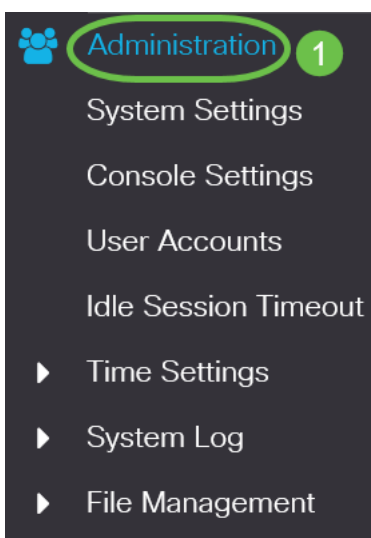 Administration 1
System Settings
Console Settings
User Accounts
Idle Session Timeout
Time Settings
System Log
File Management